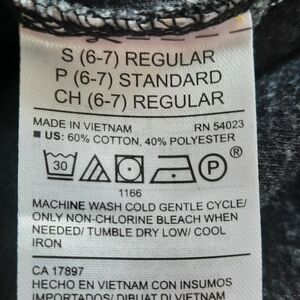 S (6-7) REGULAR
P (6-7) STANDARD
CH (6-7) REGULAR
MADE IN VIETNAM RN 54023
■ US: 60% COTTON, 40% POLYESTER
30 P ®
1166
MACHINE WASH COLD GENTLE CYCLE/
ONLY NON-CHLORINE BLEACH WHEN
NEEDED/ TUMBLE DRY LOW/ COOL
IRON
CA 17897
HECHO EN VIETNAM CON INSUMOS
IMPORTADOS/ DIBUAT DI VIETNAM